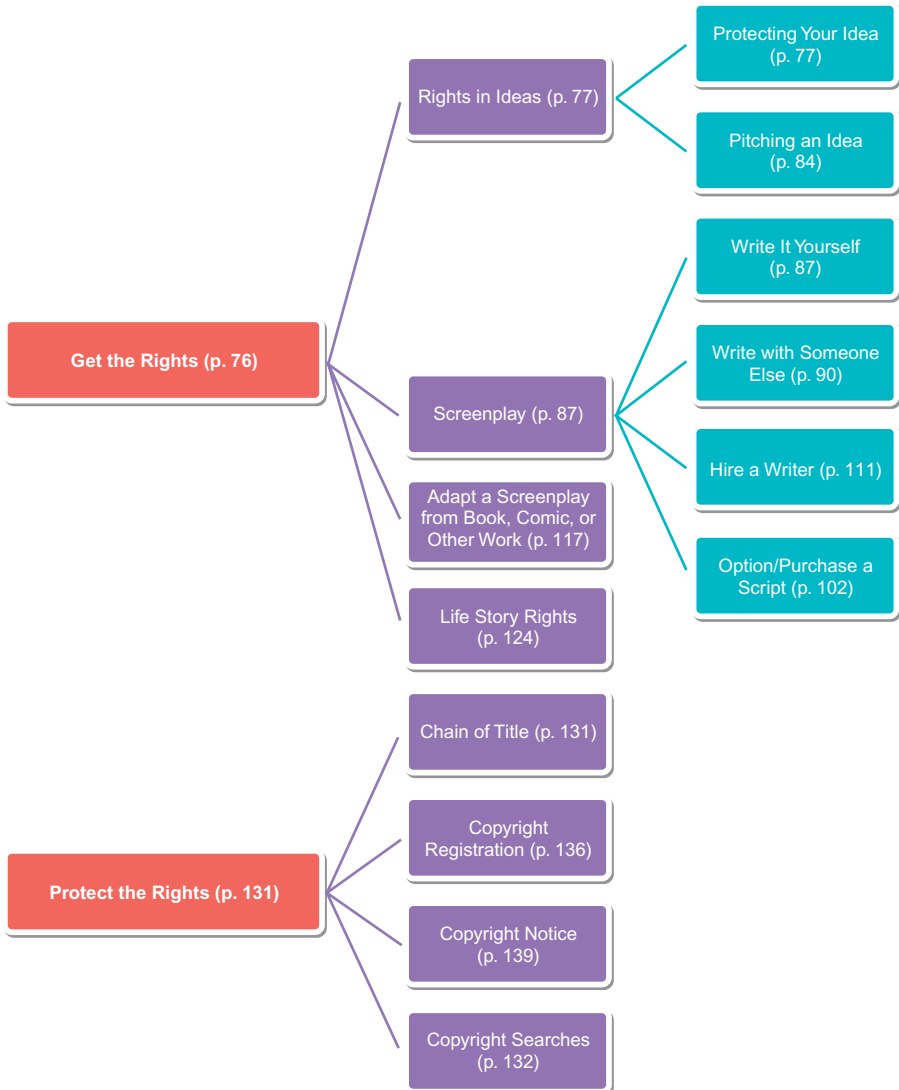 Get the Rights (p. 76)
Rights in Ideas (p. 77)
Protecting Your Idea
(p. 77)
Pitching an Idea
(p. 84)
Screenplay (p. 87)
Write It Yourself
(p. 87)
Write with Someone
Else (p. 90)
Hire a Writer (p. 111)
Option/Purchase a
Script (p. 102)
Adapt a Screenplay
from Book, Comic, or
Other Work (p. 117)
Life Story Rights
(p. 124)
Protect the Rights (p. 131)
Chain of Title (p. 131)
Copyright
Registration (p. 136)
Copyright Notice
(p. 139)
Copyright Searches
(p. 132)